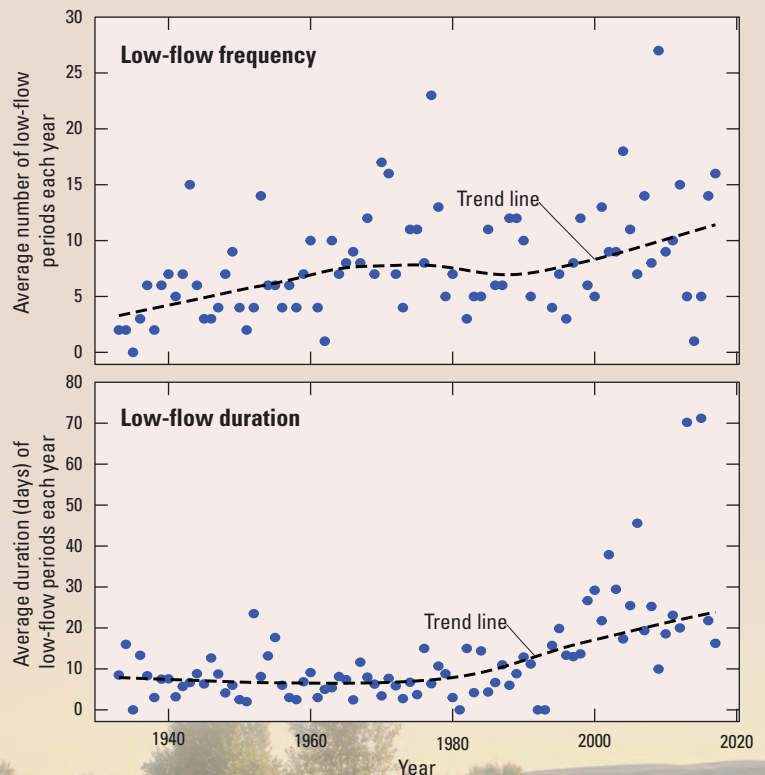 Low-flow frequency
Average number of low-flow
periods each year
30
25
20
15
10
5
0
Trend line
Low-flow duration
Average duration (days) of
low-flow periods each year
80
70
60
50
40
30
20
10
0
Trend line
1940
1960
1980
2000
2020
Year